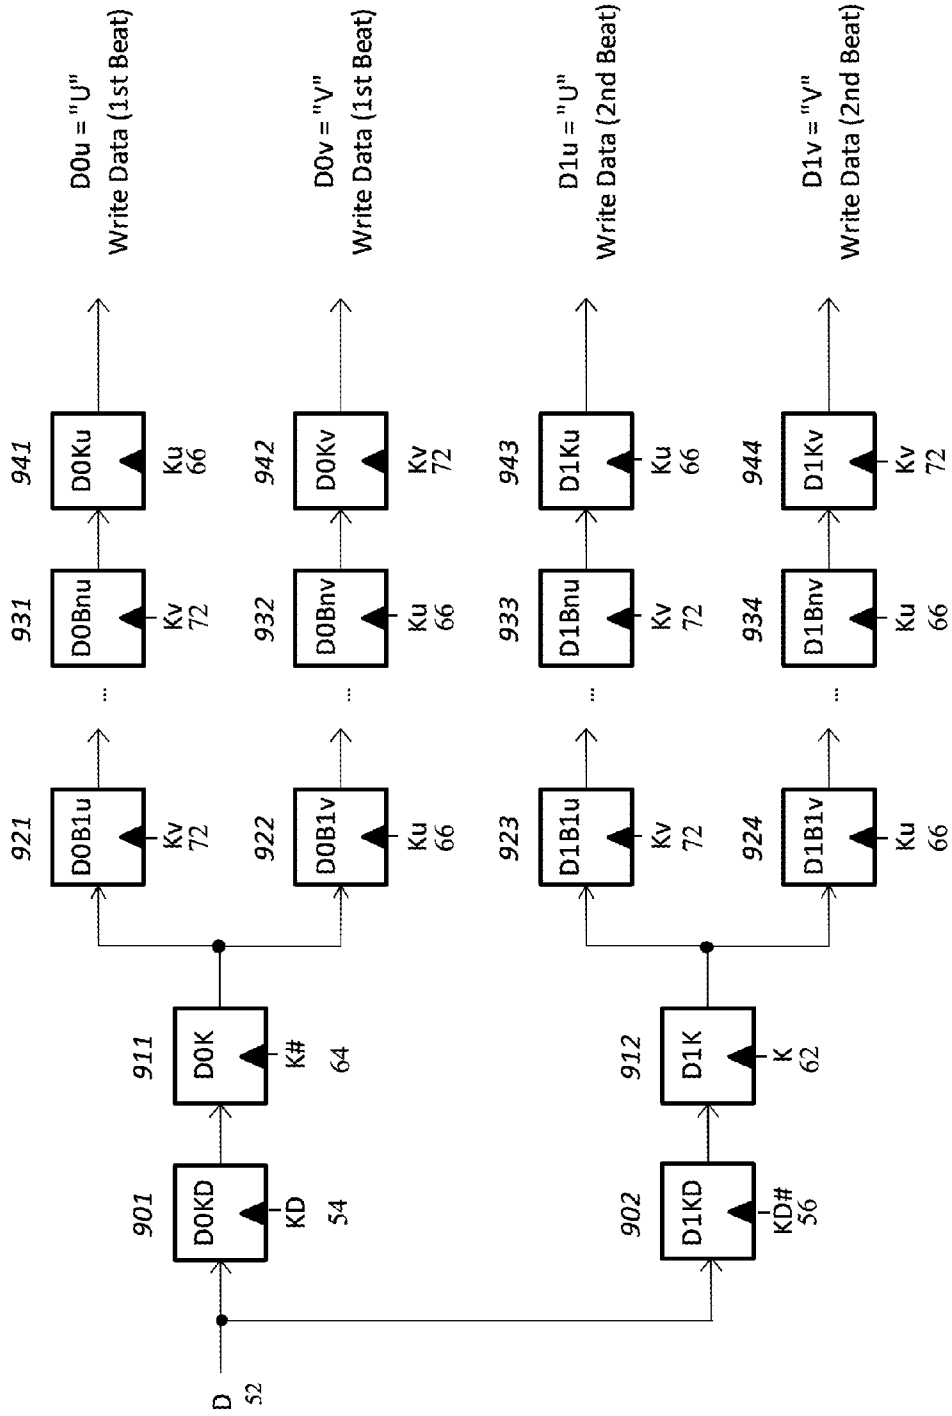 D
52
901
D0KD
KD
54
911
D0K
K#
64
921
D0B1u
Kv
72
...
931
D0Bnu
Kv
72
941
D0Ku
Ku
66
D0u = "U"
Write Data (1st Beat)
922
D0B1v
Ku
66
...
932
D0Bnv
Ku
66
942
D0Kv
Kv
72
D0v = "V"
Write Data (1st Beat)
902
D1KD
KD#
56
912
D1K
K
62
923
D1B1u
Kv
72
...
933
D1Bnu
Kv
72
943
D1Ku
Ku
66
D1u = "U"
Write Data (2nd Beat)
924
D1B1v
Ku
66
...
934
D1Bnv
Ku
66
944
D1Kv
Kv
72
D1v = "V"
Write Data (2nd Beat)